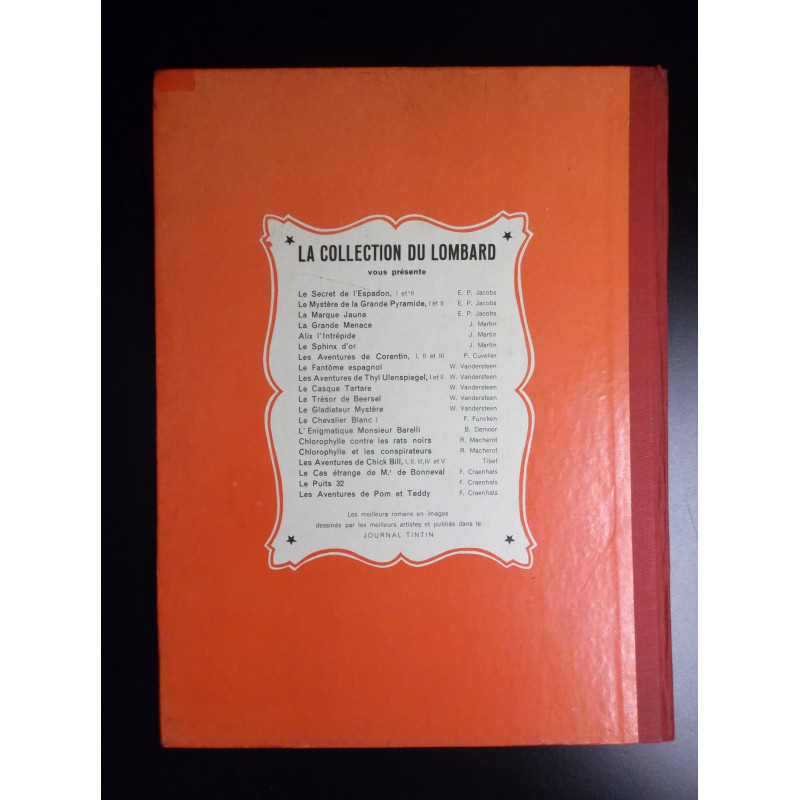 LA COLLECTION DU LOMBARD
vous présente
Le Secret de l'Espadon, I et II E. P. Jacobs
Le Mystère de la Grande Pyramide, I et II E. P. Jacobs
La Marque Jaune E. P. Jacobs
La Grande Menace J. Martin
Alix l'Intrépide J. Martin
Le Sphinx d'or J. Martin
Les Aventures de Corentin, I, II et III P. Cuvelier
Le Fantôme espagnol W. Vandersteen
Les Aventures de Thyl Ulenspiegel, I et II W. Vandersteen
Le Casque Tartare W. Vandersteen
Le Trésor de Beersel W. Vandersteen
Le Gladiateur Mystère W. Vandersteen
Le Chevalier Blanc I F. Funcken
L'Enigmatique Monsieur Barelli B. Demoor
Chlorophylle contre les rats noirs R. Macherot
Chlorophylle et les conspirateurs R. Macherot
Les Aventures de Chick Bill, I, II, III, IV et V Tibet
Le Cas étrange de Mr de Bonneval F. Craenhals
Le Puits 32 F. Craenhals
Les Aventures de Pom et Teddy F. Craenhals
Les meilleurs romans en images
dessinés par les meilleurs artistes et publiés dans le
JOURNAL TINTIN